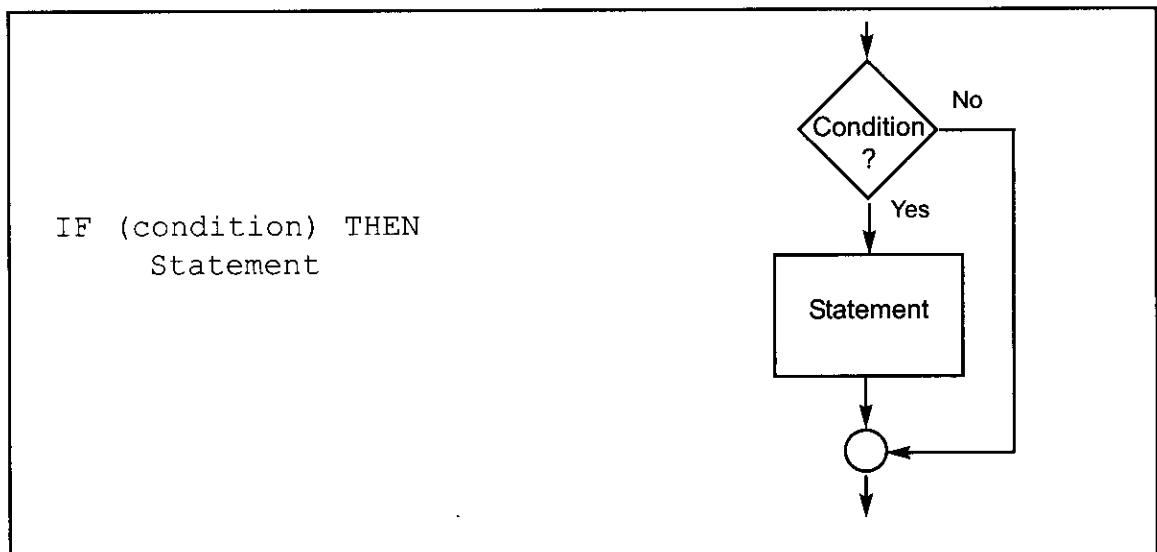 IF (condition) THEN
Statement
No
Condition
?
Yes
Statement